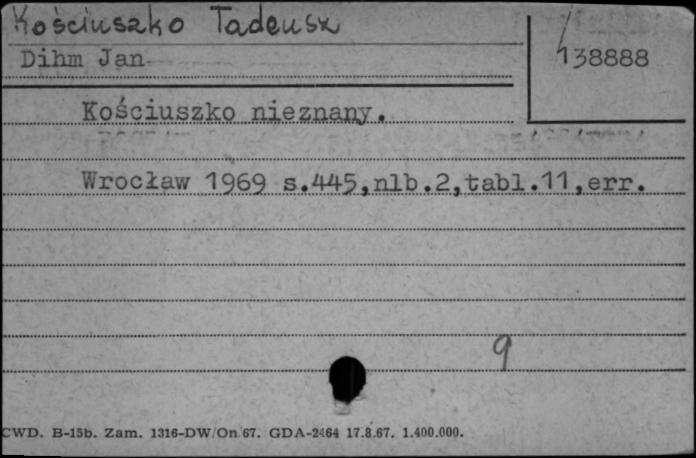 Kościuszko Tadeusz
Dihm Jan
138888
Kościuszko nieznany.
Wrocław 1969 s.445,nlb.2,tabl.11,err.
9
CWD. B-15b. Zam. 1316-DW/On 67. GDA-2464 17.8.67. 1.400.000.